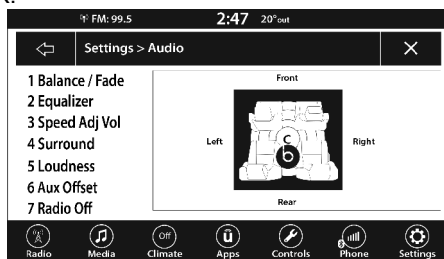 FM: 99.5 2:47 20°out
Settings > Audio
1 Balance / Fade
2 Equalizer
3 Speed Adj Vol
4 Surround
5 Loudness
6 Aux Offset
7 Radio Off
Front
Left
C
b
Right
Rear
Off
ū
Radio Media Climate Apps Controls Phone Settings